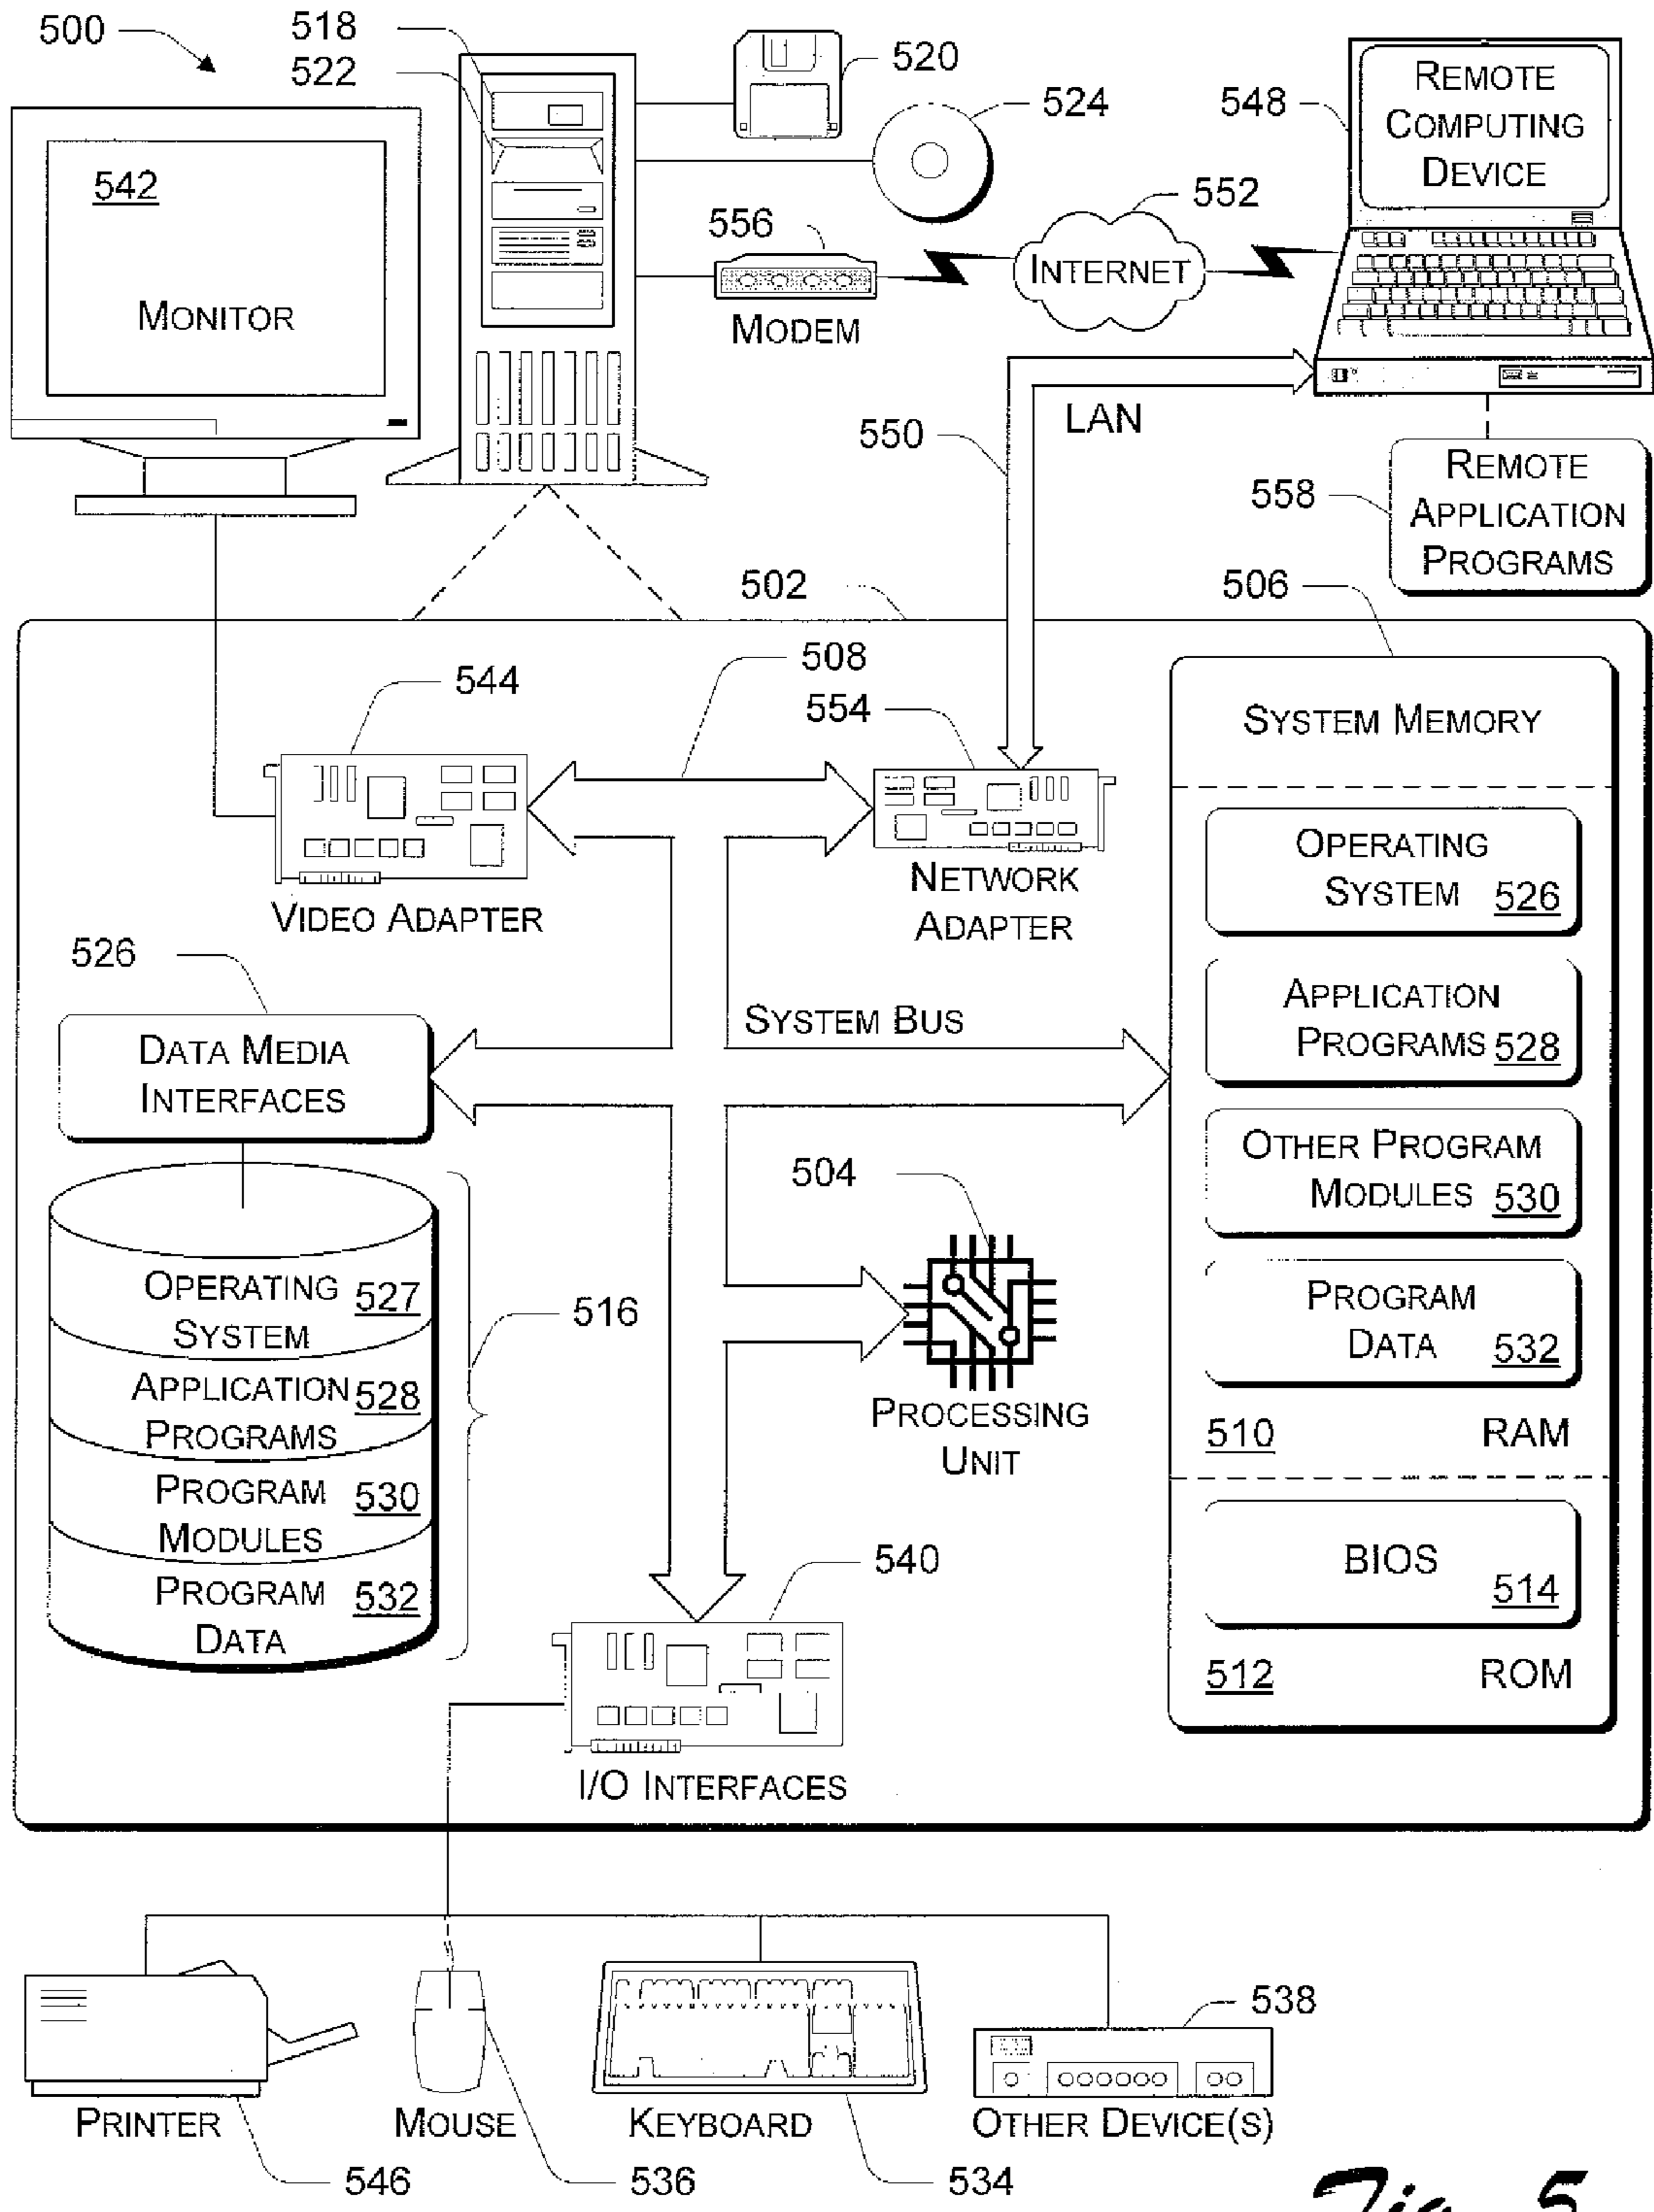 500
518
522
520
524
548
REMOTE
COMPUTING
DEVICE
542
MONITOR
556
MODEM
552
INTERNET
LAN
550
558
REMOTE
APPLICATION
PROGRAMS
502
506
508
544
554
SYSTEM MEMORY
VIDEO ADAPTER
NETWORK
ADAPTER
OPERATING
SYSTEM 526
526
DATA MEDIA
INTERFACES
SYSTEM BUS
APPLICATION
PROGRAMS 528
OTHER PROGRAM
MODULES 530
504
PROCESSING
UNIT
PROGRAM
DATA 532
510 RAM
OPERATING 527
SYSTEM
APPLICATION 528
PROGRAMS
PROGRAM 530
MODULES
PROGRAM 532
DATA
516
BIOS
514
512 ROM
540
I/O INTERFACES
538
PRINTER
MOUSE
KEYBOARD
OTHER DEVICE(S)
546
536
534
Fig. 5